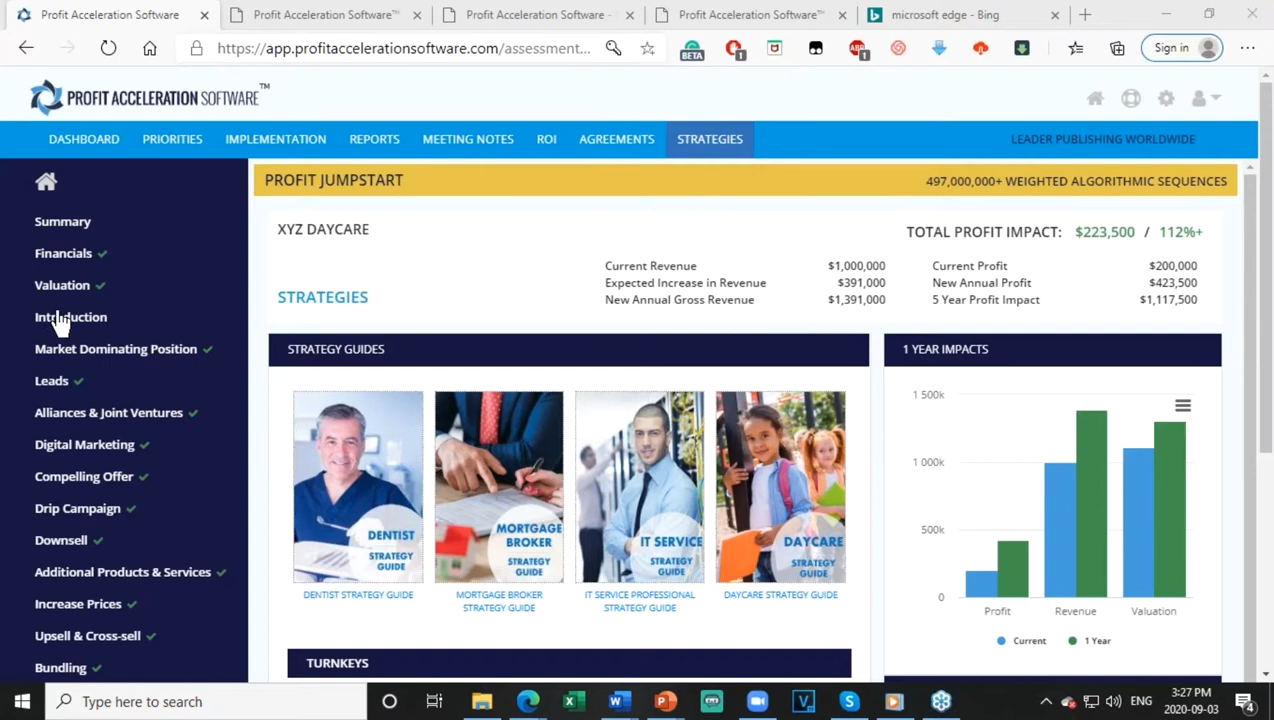 Profit Acceleration Software
Profit Acceleration Software™
Profit Acceleration Software -
Profit Acceleration Software™
microsoft edge - Bing
https://app.profitaccelerationsoftware.com/assessment...
BETA
1
ABP
1
Sign in
PROFIT ACCELERATION SOFTWARE™
DASHBOARD
PRIORITIES
IMPLEMENTATION
REPORTS
MEETING NOTES
ROI
AGREEMENTS
STRATEGIES
LEADER PUBLISHING WORLDWIDE
Summary
Financials
Valuation
Introduction
Market Dominating Position
Leads
Alliances & Joint Ventures
Digital Marketing
Compelling Offer
Drip Campaign
Downsell
Additional Products & Services
Increase Prices
Upsell & Cross-sell
Bundling
PROFIT JUMPSTART
497,000,000+ WEIGHTED ALGORITHMIC SEQUENCES
XYZ DAYCARE
TOTAL PROFIT IMPACT: $223,500 / 112%+
Current Revenue $1,000,000
Current Profit $200,000
Expected Increase in Revenue $391,000
New Annual Profit $423,500
New Annual Gross Revenue $1,391,000
5 Year Profit Impact $1,117,500
STRATEGIES
STRATEGY GUIDES
DENTIST
STRATEGY
GUIDE
MORTGAGE
BROKER
STRATEGY
GUIDE
IT SERVICE
STRATEGY
GUIDE
DAYCARE
STRATEGY
GUIDE
DENTIST STRATEGY GUIDE
MORTGAGE BROKER
STRATEGY GUIDE
IT SERVICE PROFESSIONAL
STRATEGY GUIDE
DAYCARE STRATEGY GUIDE
TURNKEYS
1 YEAR IMPACTS
1 500k
1 000k
500k
0
Profit
Revenue
Valuation
Current
1 Year
Type here to search
ENG
3:27 PM
2020-09-03
4